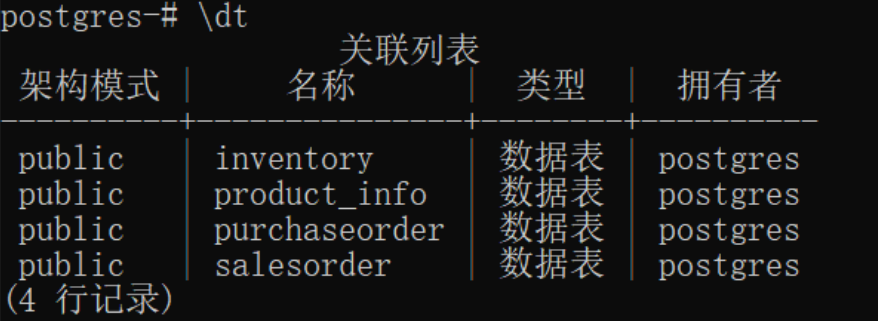 postgres-# \dt
关联列表
架构模式 | 名称 | 类型 | 拥有者
----------+---------------+--------+----------
public | inventory | 数据表 | postgres
public | product_info | 数据表 | postgres
public | purchaseorder | 数据表 | postgres
public | salesorder | 数据表 | postgres
(4 行记录)